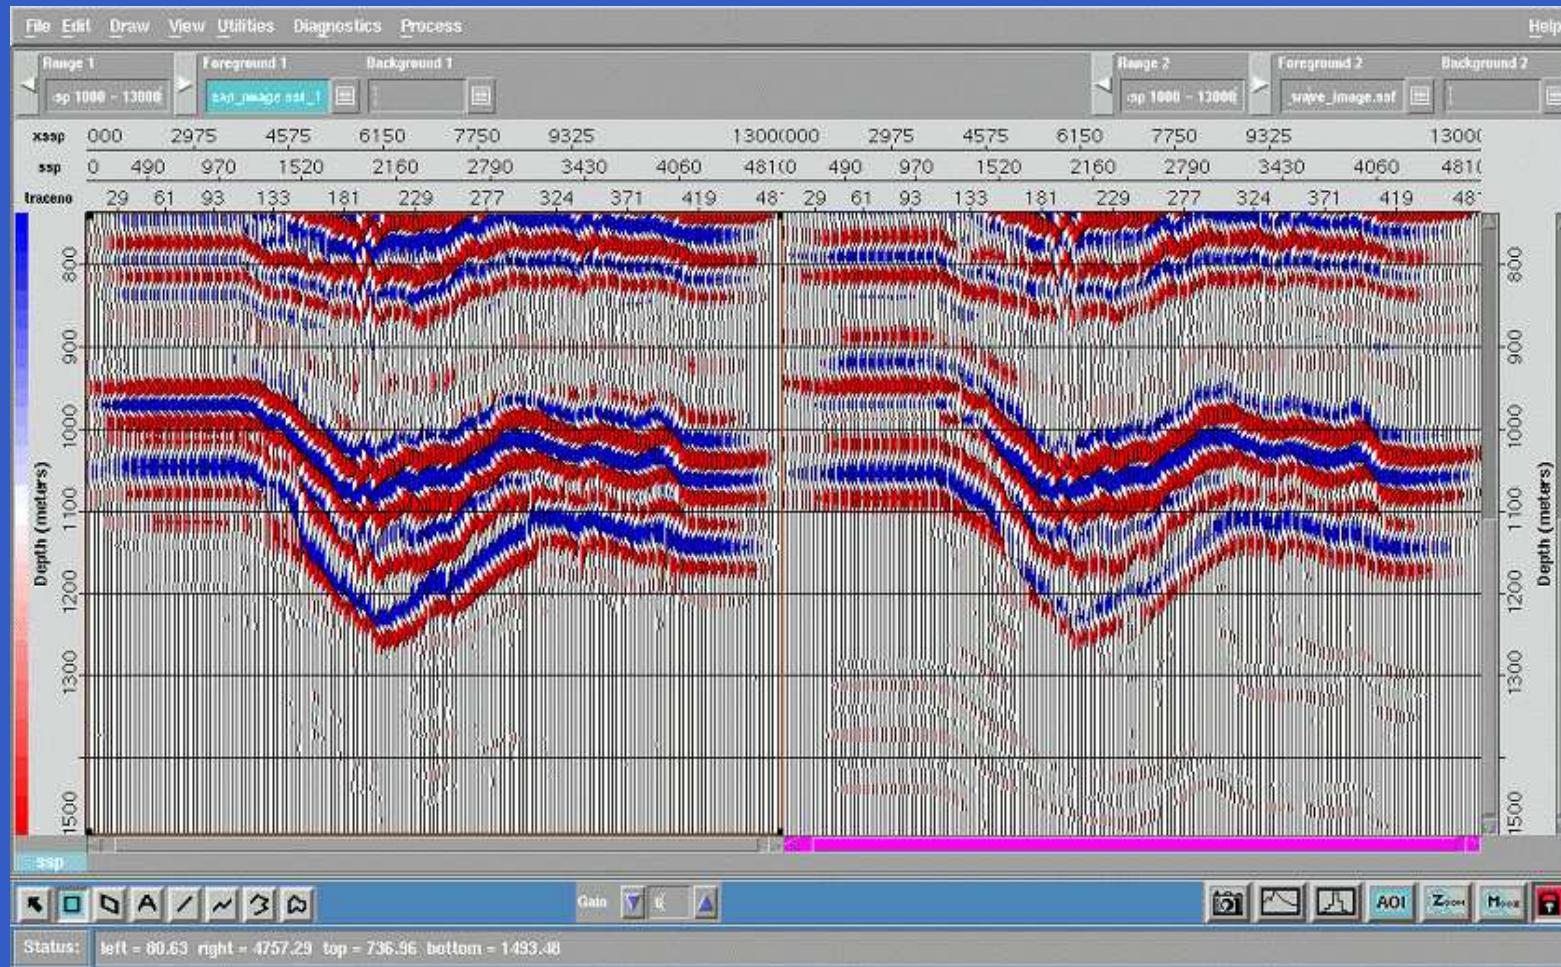 File Edit Draw View Utilities Diagnostics Process Help
Range 1 Foreground 1 Background 1 Range 2 Foreground 2 Background 2
sp 1000 - 13000 sp 1000 - 13000 _wave_image.ssf
xssp 000 2975 4575 6150 7750 9325 13000 000 2975 4575 6150 7750 9325 1300
ssp 0 490 970 1520 2160 2790 3430 4060 4810 490 970 1520 2160 2790 3430 4060 481
traceno 29 61 93 133 181 229 277 324 371 419 48 29 61 93 133 181 229 277 324 371 419 48
800 800
900 900
1000 1000
Depth (meters) Depth (meters)
1100 1100
1200 1200
1300 1300
1500 1500
ssp
A Gain 6 AOI Zoom
Status: left = 80.63 right = 4757.29 top = 736.96 bottom = 1493.48